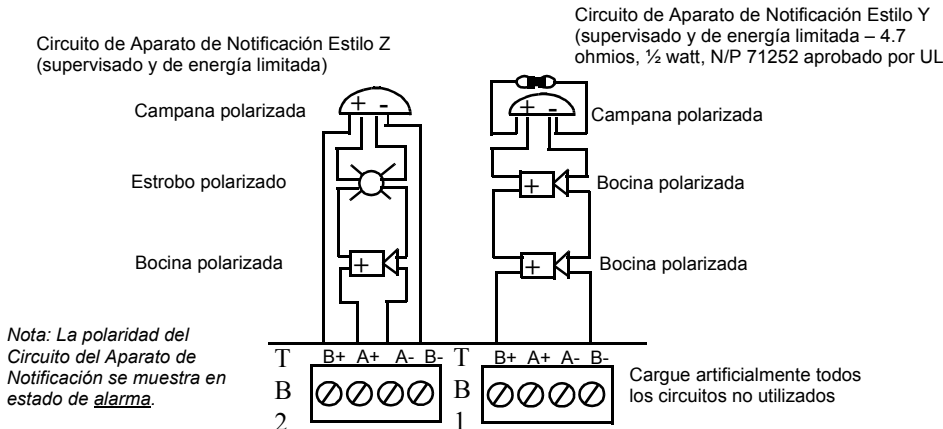 Circuito de Aparato de Notificación Estilo Z
(supervisado y de energía limitada)
Circuito de Aparato de Notificación Estilo Y
(supervisado y de energía limitada – 4.7
ohmios, ½ watt, N/P 71252 aprobado por UL
Campana polarizada
+ -
Estrobo polarizado
Bocina polarizada
+
+ -
Campana polarizada
+
Bocina polarizada
+
Bocina polarizada
Nota: La polaridad del
Circuito del Aparato de
Notificación se muestra en
estado de alarma.
T B 2
B+ A+ A- B-
T B 1
B+ A+ A- B-
Cargue artificialmente todos
los circuitos no utilizados